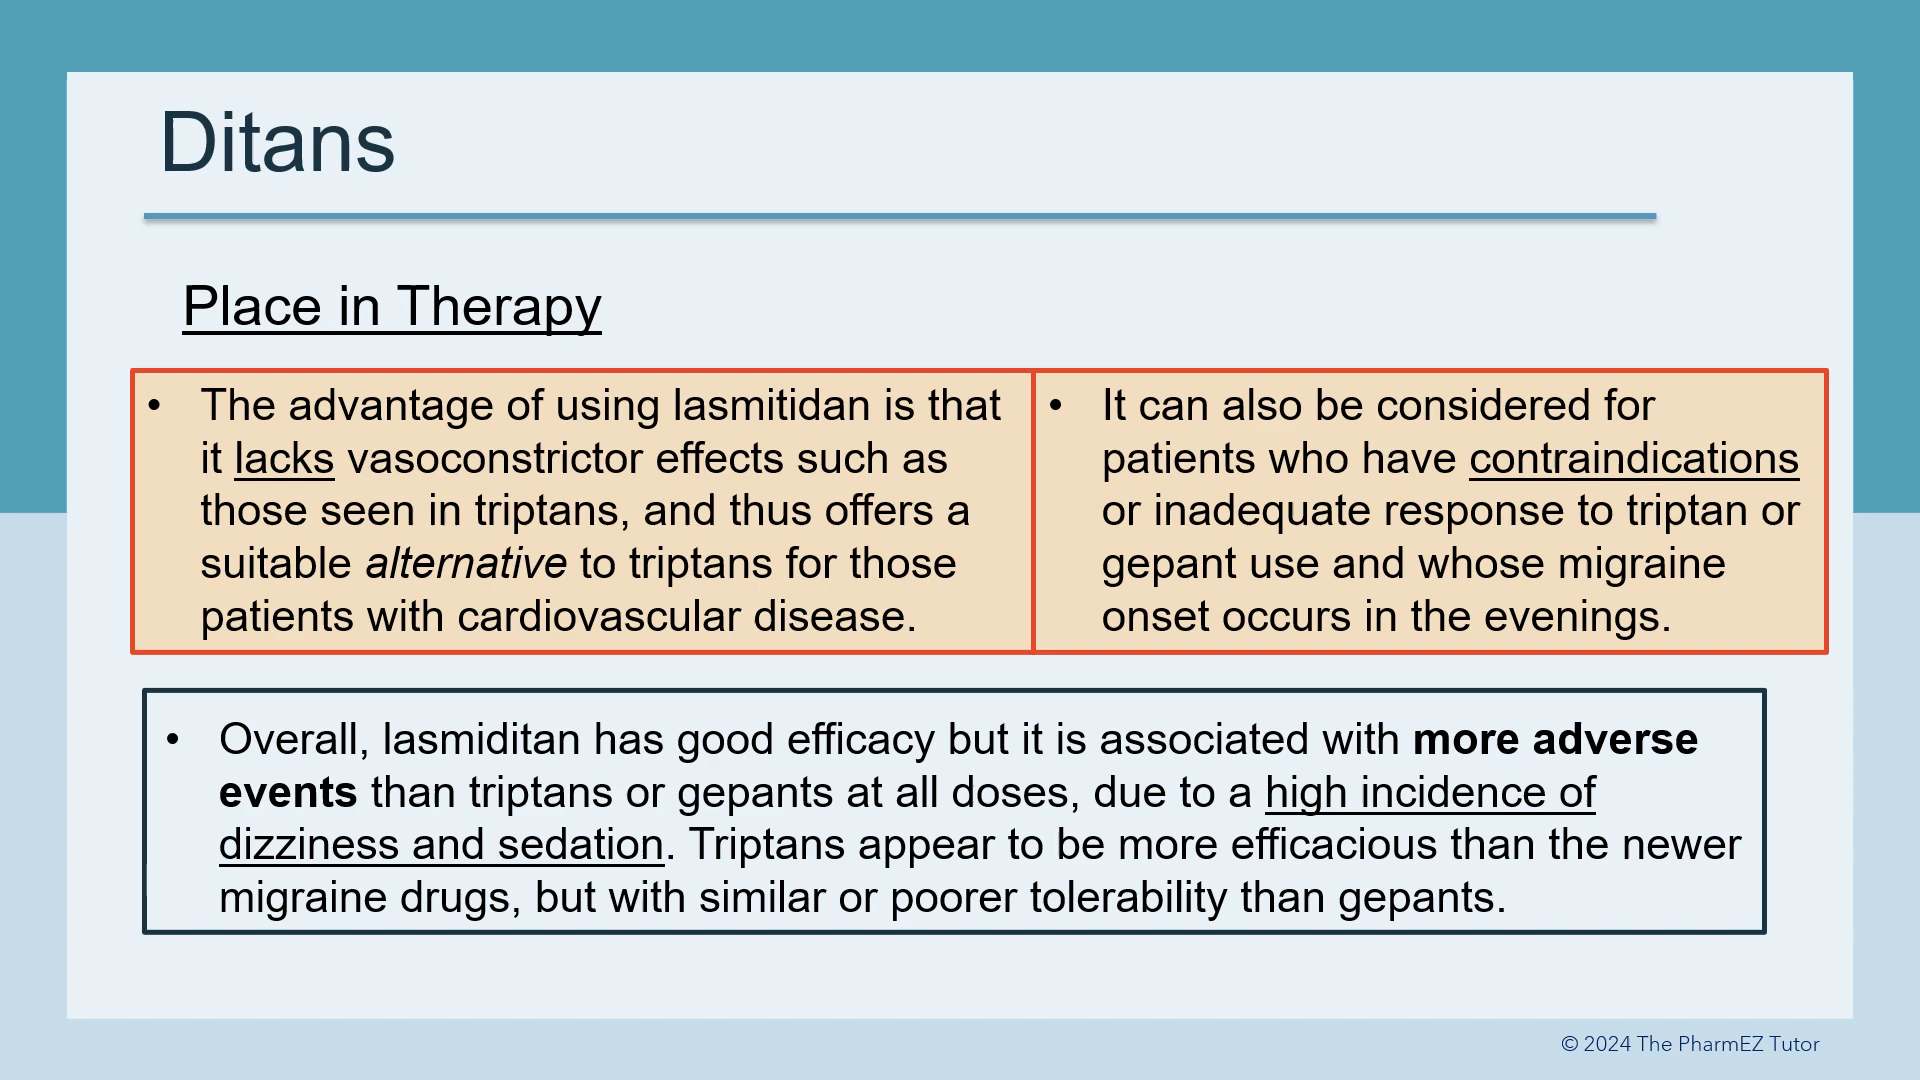 Ditans
Place in Therapy
• The advantage of using lasmitidan is that
it lacks vasoconstrictor effects such as
those seen in triptans, and thus offers a
suitable alternative to triptans for those
patients with cardiovascular disease.
• It can also be considered for
patients who have contraindications
or inadequate response to triptan or
gepant use and whose migraine
onset occurs in the evenings.
• Overall, lasmiditan has good efficacy but it is associated with more adverse
events than triptans or gepants at all doses, due to a high incidence of
dizziness and sedation. Triptans appear to be more efficacious than the newer
migraine drugs, but with similar or poorer tolerability than gepants.
© 2024 The PharmEZ Tutor